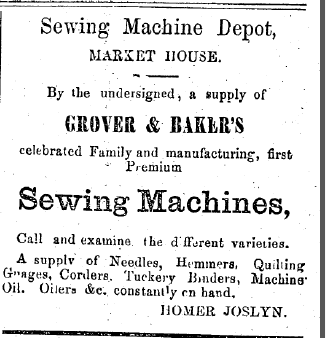 Sewing Machine Depot,
MARKET HOUSE.
By the undersigned, a supply of
GROVER & BAKER'S
celebrated Family and manufacturing, first
Premium
Sewing Machines,
Call and examine the different varieties.
A supply of Needles, Hemmers, Quilting
Guages, Corders, Tuckery Binders, Machine
Oil. Oilers &c. constantly on hand.
HOMER JOSLYN.